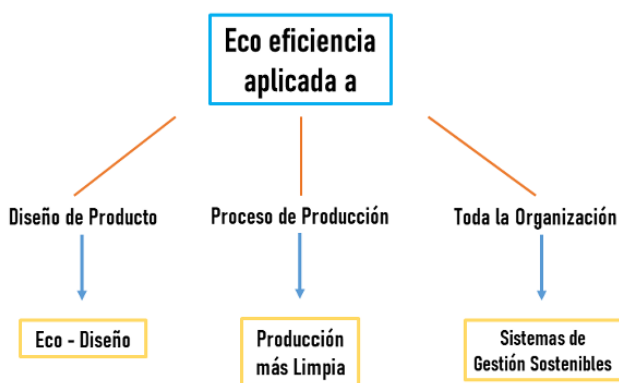 Eco eficiencia
aplicada a
Diseño de Producto
Proceso de Producción
Toda la Organización
Eco - Diseño
Producción
más Limpia
Sistemas de
Gestión Sostenibles